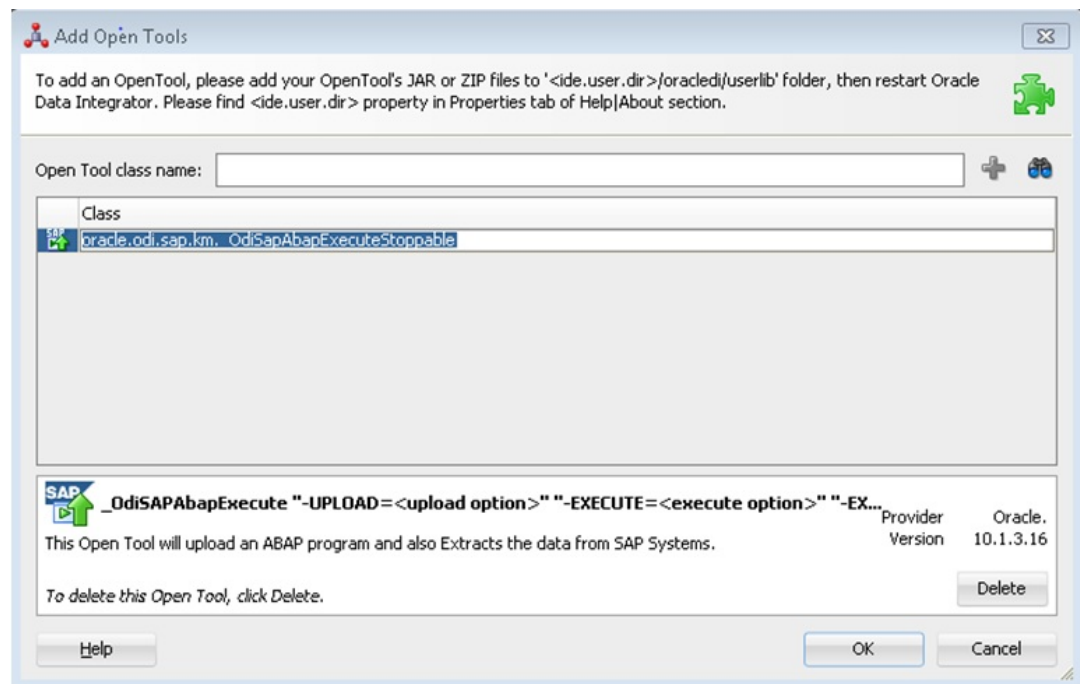 Add Open Tools
To add an OpenTool, please add your OpenTool's JAR or ZIP files to '<ide.user.dir>/oracledi/userlib' folder, then restart Oracle
Data Integrator. Please find <ide.user.dir> property in Properties tab of Help|About section.
Open Tool class name:
Class
SAP oracle.odi.sap.km. OdiSapAbapExecuteStoppable
SAP
_OdiSAPAbapExecute "-UPLOAD=<upload option>" "-EXECUTE=<execute option>" "-EX...
Provider Oracle.
This Open Tool will upload an ABAP program and also Extracts the data from SAP Systems.
Version 10.1.3.16
To delete this Open Tool, click Delete.
Delete
Help
OK
Cancel